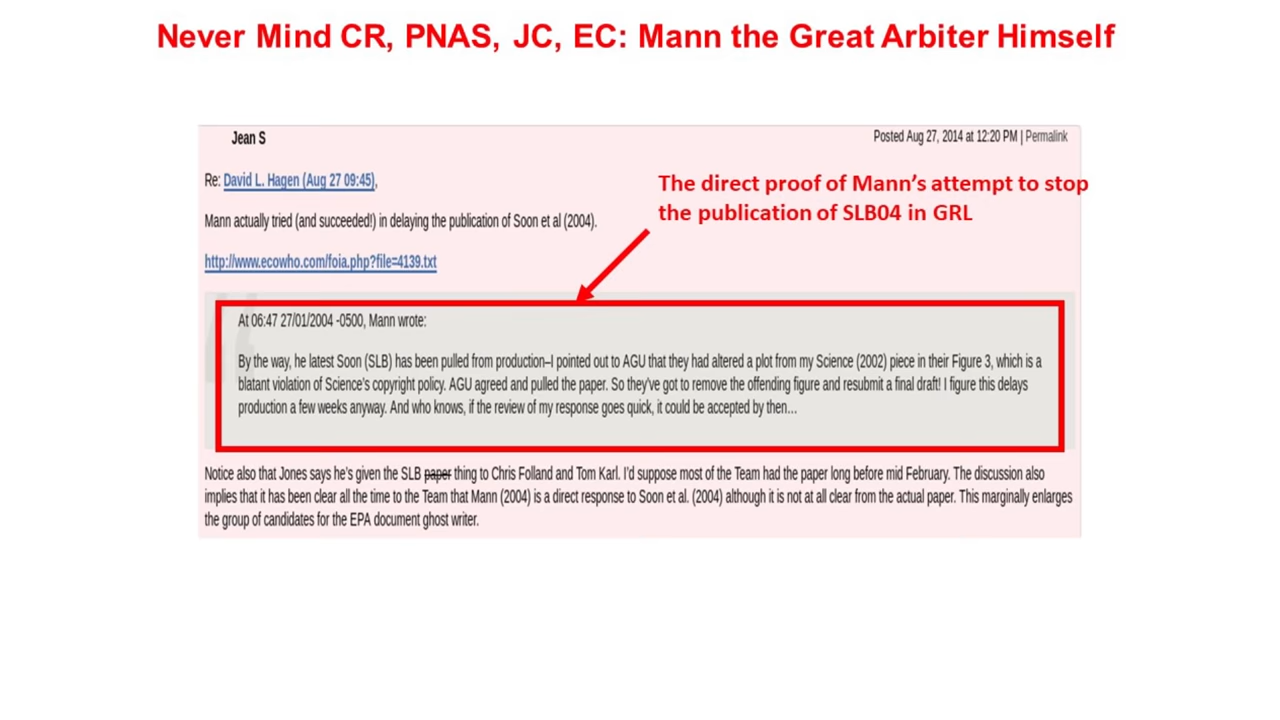 Never Mind CR, PNAS, JC, EC: Mann the Great Arbiter Himself
Jean S
Posted Aug 27, 2014 at 12:20 PM | Permalink
Re: David L. Hagen (Aug 27 09:45),
The direct proof of Mann's attempt to stop
the publication of SLB04 in GRL
Mann actually tried (and succeeded!) in delaying the publication of Soon et al (2004).
http://www.ecowho.com/foia.php?file=4139.txt
At 06:47 27/01/2004 -0500, Mann wrote:
By the way, he latest Soon (SLB) has been pulled from production–I pointed out to AGU that they had altered a plot from my Science (2002) piece in their Figure 3, which is a
blatant violation of Science's copyright policy. AGU agreed and pulled the paper. So they've got to remove the offending figure and resubmit a final draft! I figure this delays
production a few weeks anyway. And who knows, if the review of my response goes quick, it could be accepted by then…
Notice also that Jones says he's given the SLB paper thing to Chris Folland and Tom Karl. I'd suppose most of the Team had the paper long before mid February. The discussion also
implies that it has been clear all the time to the Team that Mann (2004) is a direct response to Soon et al. (2004) although it is not at all clear from the actual paper. This marginally enlarges
the group of candidates for the EPA document ghost writer.